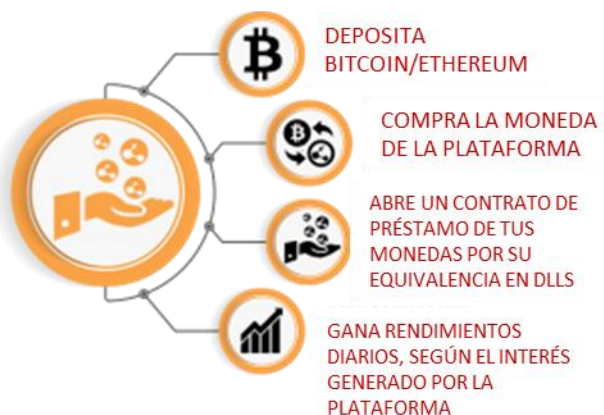 DEPOSITA
BITCOIN/ETHEREUM
COMPRA LA MONEDA
DE LA PLATAFORMA
ABRE UN CONTRATO DE
PRÉSTAMO DE TUS
MONEDAS POR SU
EQUIVALENCIA EN DLLS
GANA RENDIMIENTOS
DIARIOS, SEGÚN EL INTERÉS
GENERADO POR LA
PLATAFORMA